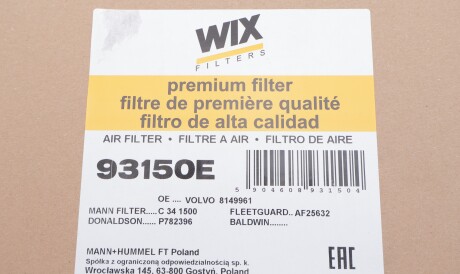 WIX
FILTERS
premium filter
filtre de première qualité
filtro de alta calidad
AIR FILTER • FILTRE A AIR • FILTRO DE AIRE
93150E
5 904608 931506
OE .... VOLVO 8149961
MANN FILTER..... C 34 1500 FLEETGUARD.. AF25632
DONALDSON... P782396 BALDWIN........
MANN+HUMMEL FT Poland
Spółka z ograniczoną odpowiedzialnością sp. k.
Wrocławska 145, 63-800 Gostyń, Poland
EAC